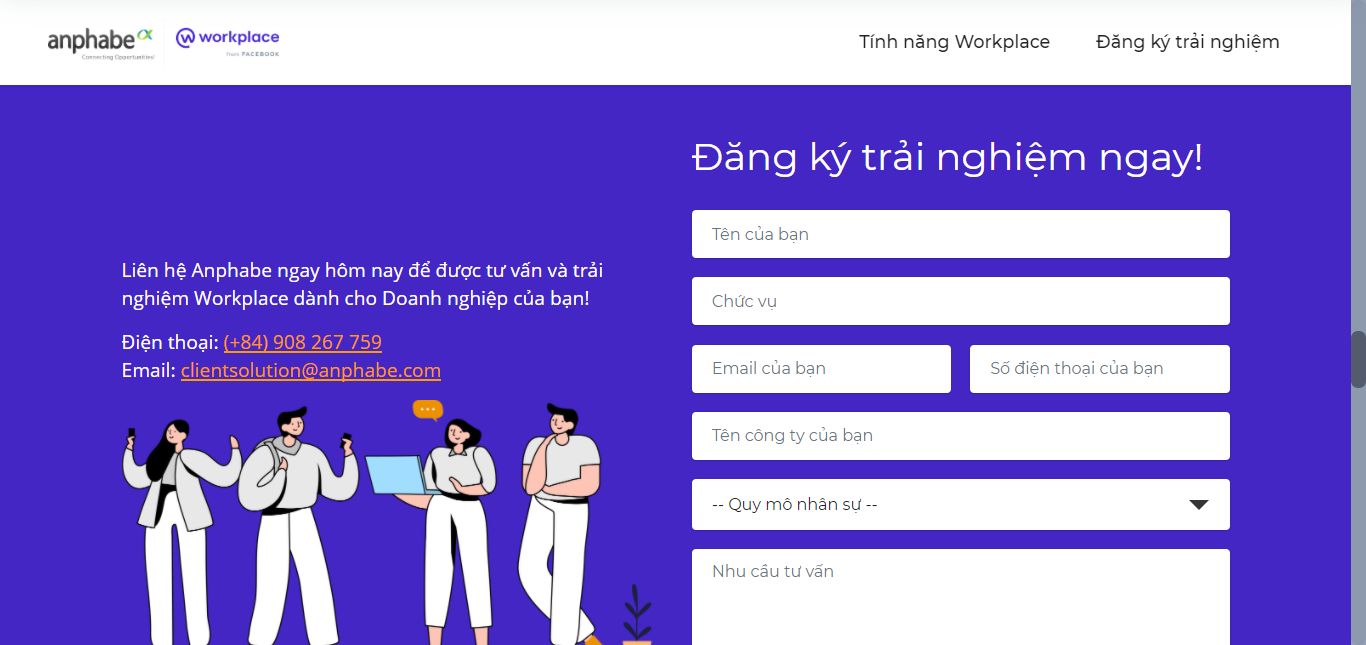 anphabe
Connecting Opportunities!
workplace
from FACEBOOK
Tính năng Workplace
Đăng ký trải nghiệm
Đăng ký trải nghiệm ngay!
Liên hệ Anphabe ngay hôm nay để được tư vấn và trải
nghiệm Workplace dành cho Doanh nghiệp của bạn!
Điện thoại: (+84) 908 267 759
Email: clientsolution@anphabe.com
Tên của bạn
Chức vụ
Email của bạn
Số điện thoại của bạn
Tên công ty của bạn
-- Quy mô nhân sự --
Nhu cầu tư vấn